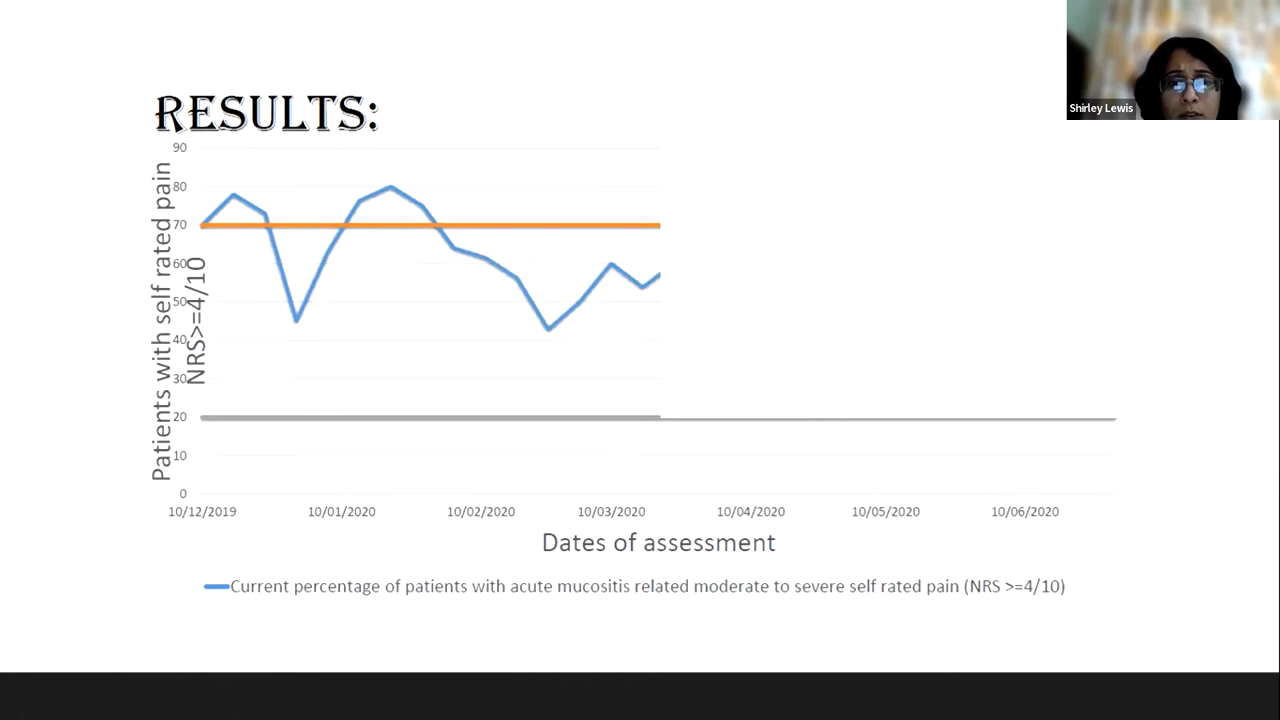 Shirley Lewis
RESULTS:
Patients with self rated pain
NRS>=4/10
90
80
70
60
50
40
30
20
10
0
10/12/2019 10/01/2020 10/02/2020 10/03/2020 10/04/2020 10/05/2020 10/06/2020
Dates of assessment
Current percentage of patients with acute mucositis related moderate to severe self rated pain (NRS >=4/10)